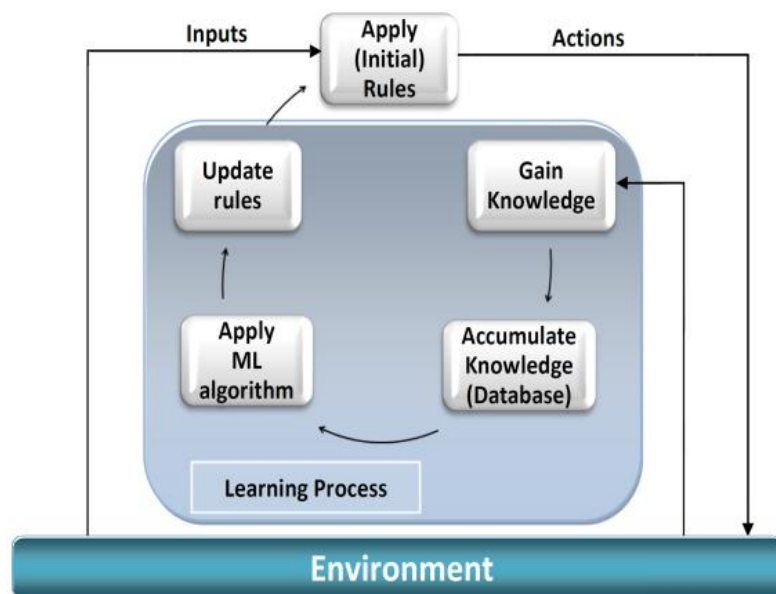 Inputs
Apply
(Initial)
Rules
Actions
Update
rules
Gain
Knowledge
Apply
ML
algorithm
Accumulate
Knowledge
(Database)
Learning Process
Environment